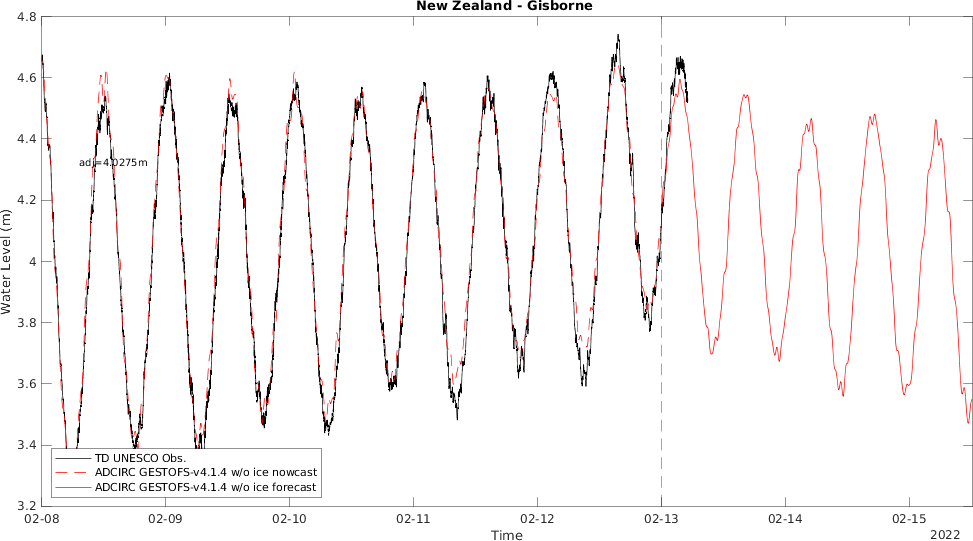 New Zealand - Gisborne
4.8
4.6
4.4
4.2
4
3.8
3.6
3.4
3.2
Water Level (m)
adj=4.0275m
TD UNESCO Obs.
ADCIRC GESTOFS-v4.1.4 w/o ice nowcast
ADCIRC GESTOFS-v4.1.4 w/o ice forecast
02-08 02-09 02-10 02-11 02-12 02-13 02-14 02-15
Time
2022